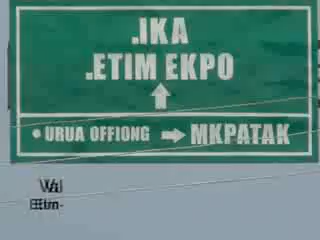 .IKA
.ETIM EKPO
• URUA OFFIONG → MKPATAK